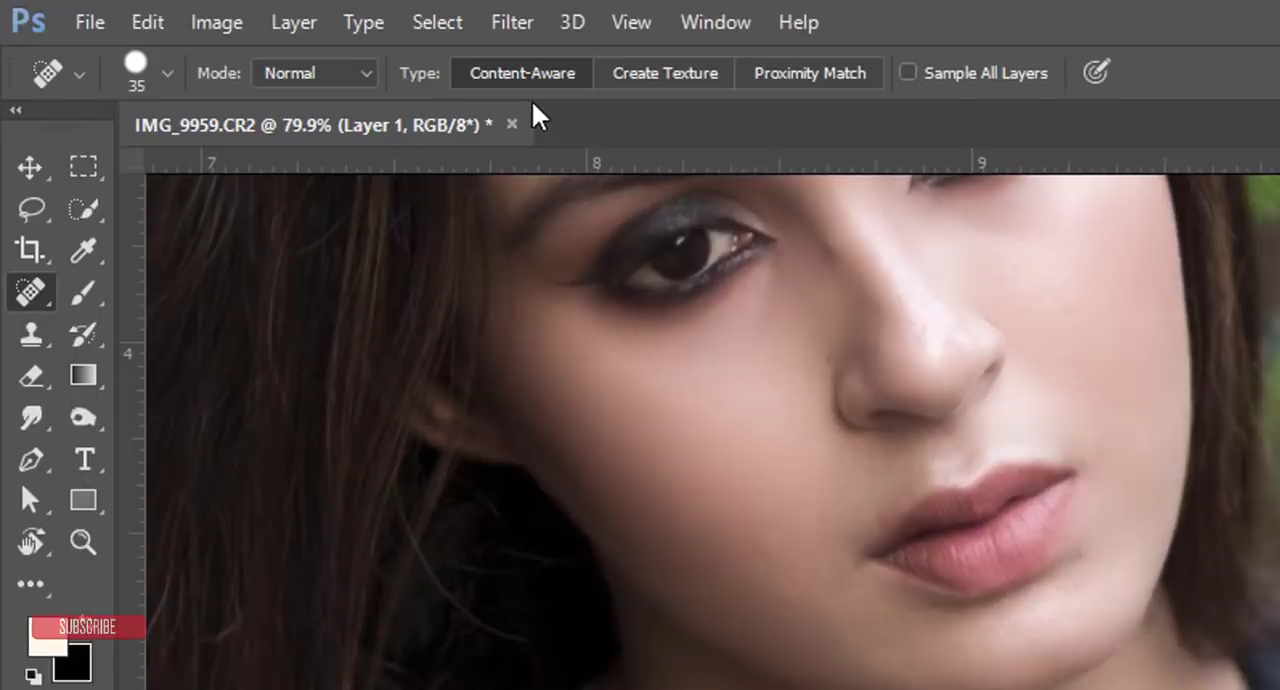 Ps File Edit Image Layer Type Select Filter 3D View Window Help
35 Mode: Normal Type: Content-Aware Create Texture Proximity Match Sample All Layers
IMG_9959.CR2 @ 79.9% (Layer 1, RGB/8*) * ×
7 8 9
4
T
SUBSCRIBE